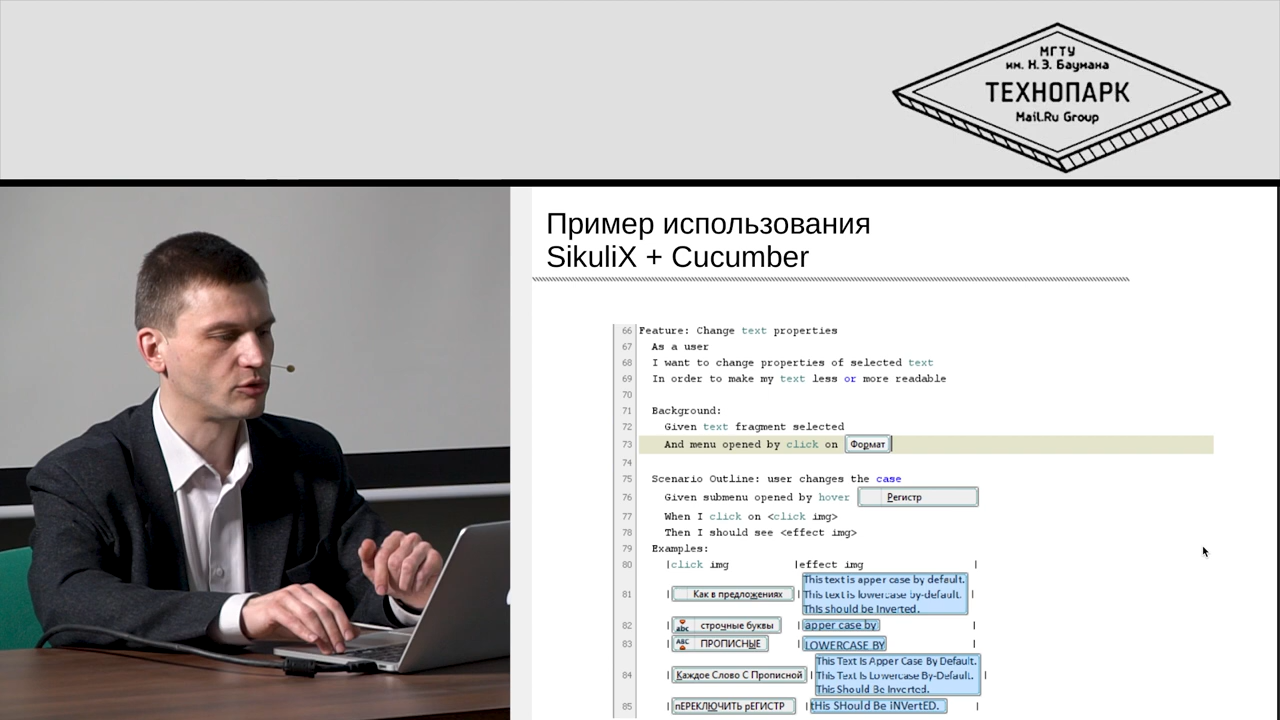 МГТУ
им. Н.Э. Баумана
ТЕХНОПАРК
Mail.Ru Group
Пример использования
SikuliX + Cucumber
66 Feature: Change text properties
67 As a user
68 I want to change properties of selected text
69 In order to make my text less or more readable
70
71 Background:
72 Given text fragment selected
73 And menu opened by click on Формат
74
75 Scenario Outline: user changes the case
76 Given submenu opened by hover Регистр
77 When I click on <click img>
78 Then I should see <effect img>
79 Examples:
80 |click img |effect img |
This text is apper case by default.
81 | Как в предложениях | This text is lowercase by-default. |
This should be Inverted.
82 | abc строчные буквы | apper case by |
83 | ABC ПРОПИСНЫЕ | LOWERCASE BY |
This Text Is Apper Case By Default.
84 | Каждое Слово С Прописной | This Text Is Lowercase By-Default. |
This Should Be Inverted.
85 | пЕРЕКЛЮЧИТЬ рЕГИСТР | tHis SHould Be iNVertED. |